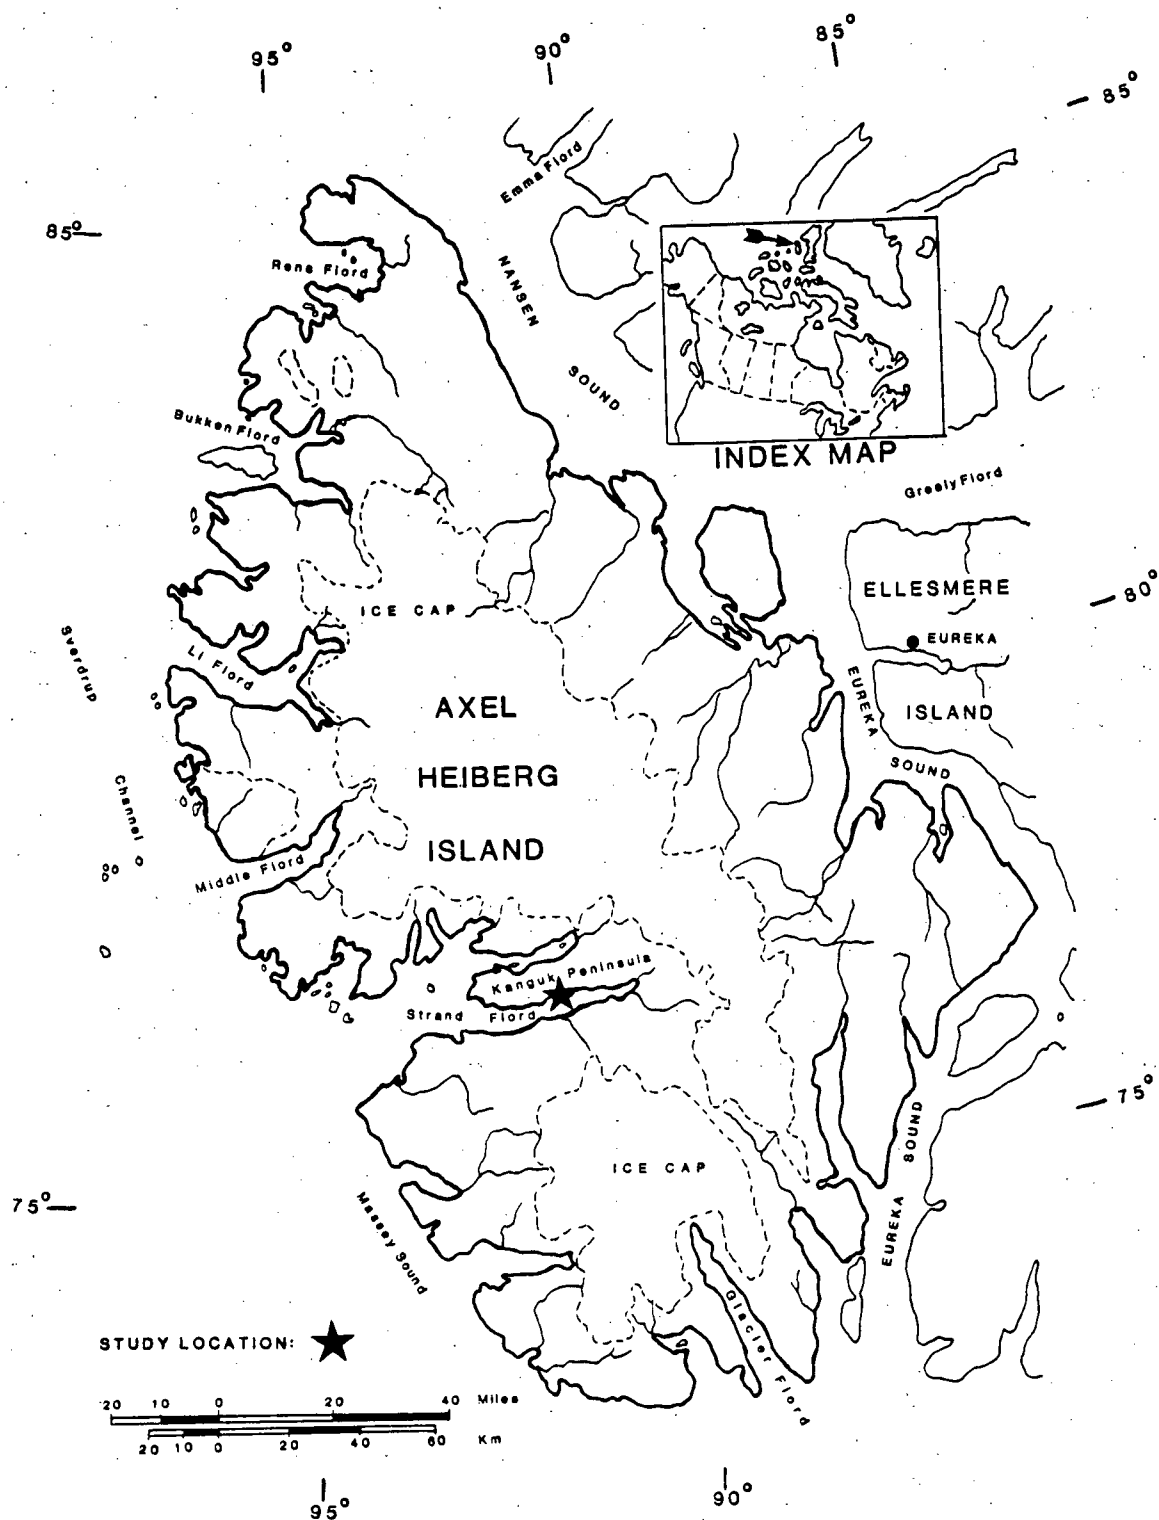 95°
90°
85°
85°
85°
Emma Fiord
Rens Fiord
NANSEN
SOUND
INDEX MAP
Bukken Fiord
Greely Fiord
ELLESMERE
80°
ICE CAP
EUREKA
Sverdrup
Li Fiord
EUREKA
ISLAND
AXEL
SOUND
HEIBERG
Channel
ISLAND
Middle Fiord
Kanguk Peninsula
Strand Fiord
75°
SOUND
ICE CAP
75°
Massey Sound
EUREKA
Glacier Fiord
STUDY LOCATION:
20 10 0 20 40 Miles
20 10 0 20 40 60 Km
95°
90°